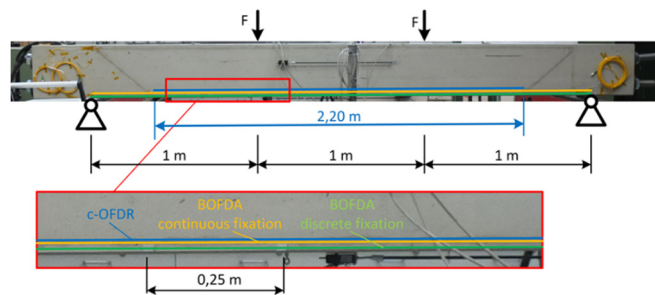 F F
2,20 m
1 m 1 m 1 m
c-OFDR BOFDA BOFDA
continuous fixation discrete fixation
0,25 m